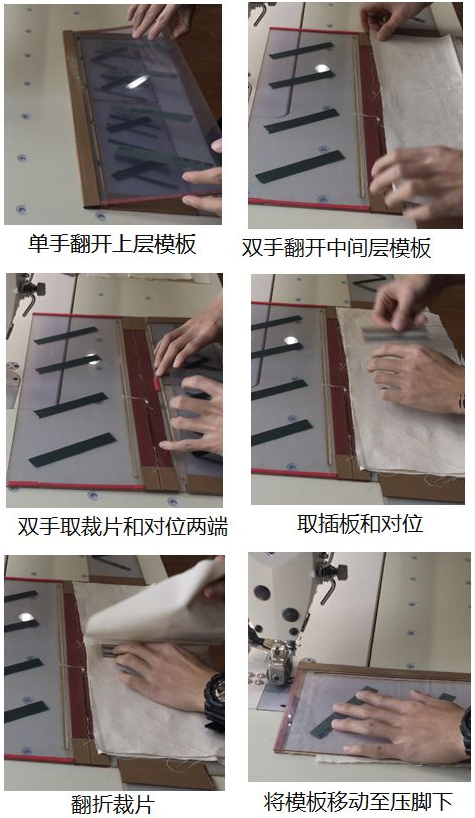 单手翻开上层模板
双手翻开中间层模板
双手取裁片和对位两端
取插板和对位
翻折裁片
将模板移动至压脚下